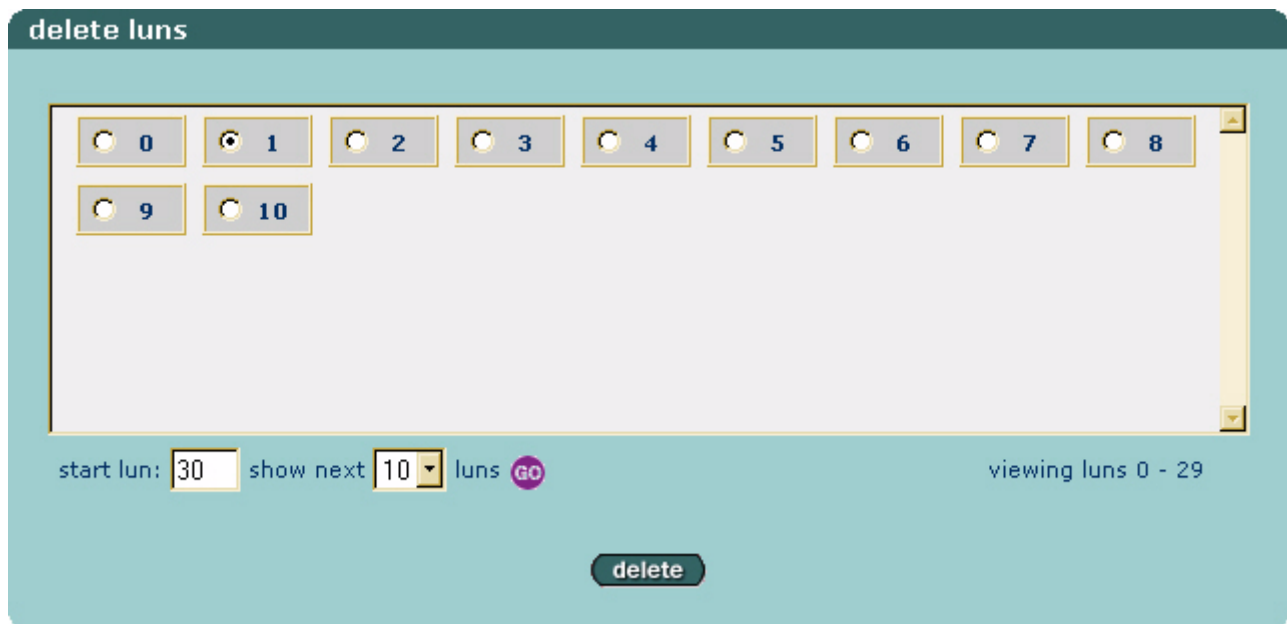 delete luns
0 1 2 3 4 5 6 7 8
9 10
start lun: 30 show next 10 luns GO viewing luns 0 - 29
delete